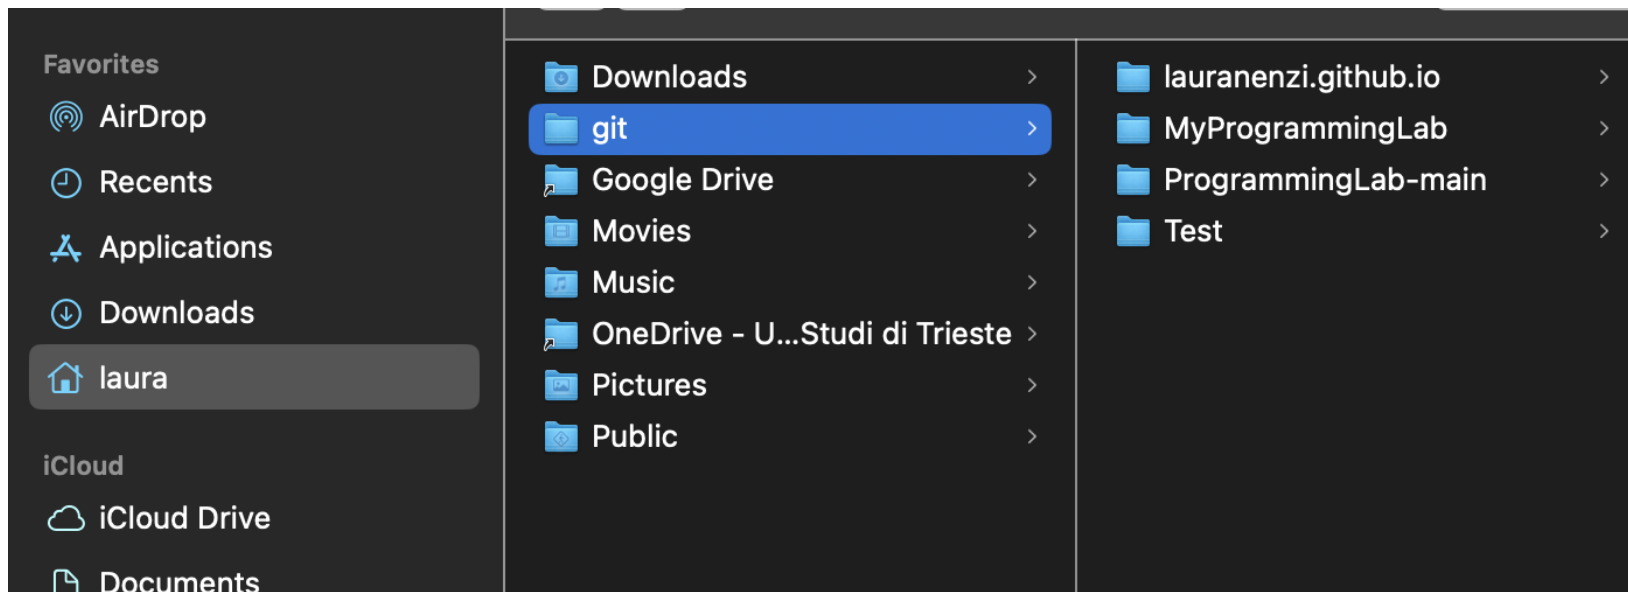 Favorites
AirDrop
Recents
Applications
Downloads
laura
iCloud
iCloud Drive
Documents
Downloads
git
Google Drive
Movies
Music
OneDrive - U...Studi di Trieste
Pictures
Public
lauranenzi.github.io
MyProgrammingLab
ProgrammingLab-main
Test